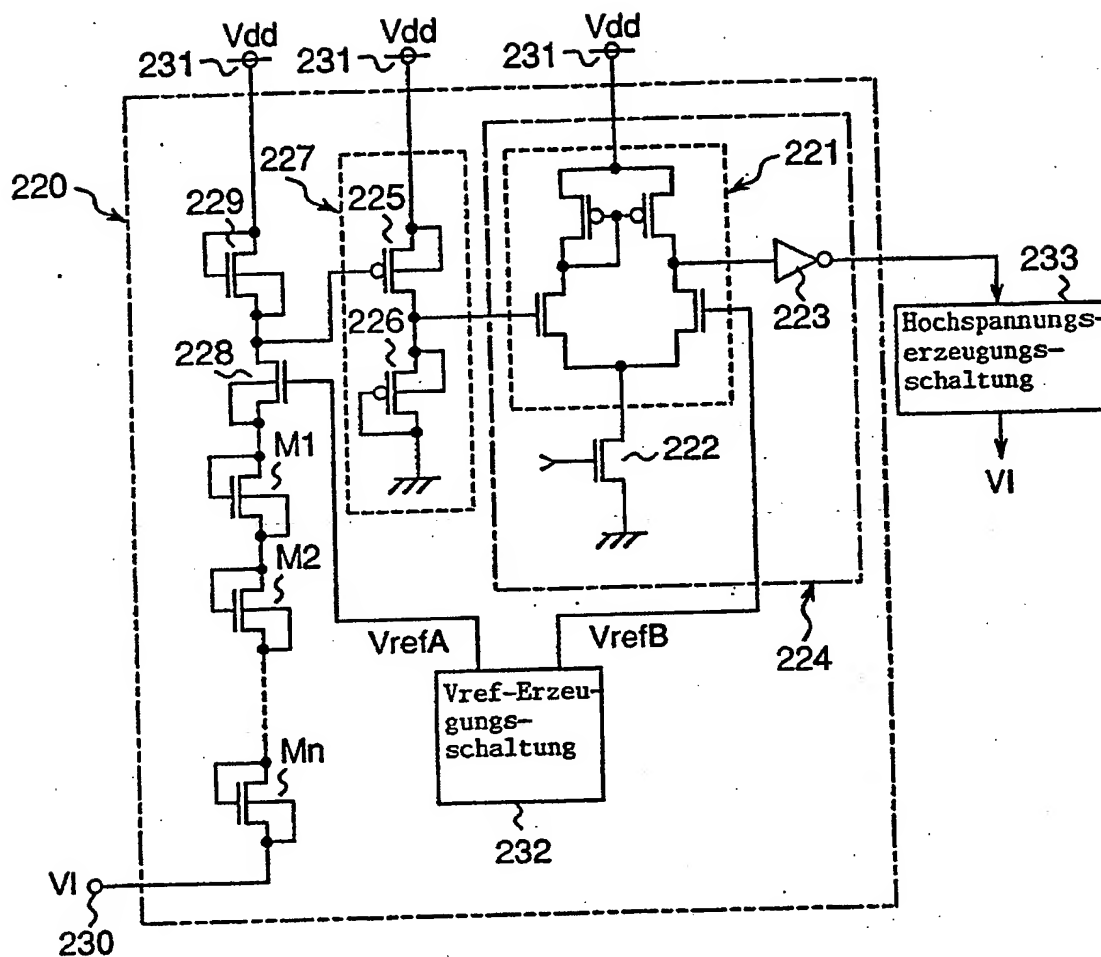 Vdd Vdd Vdd
231 231 231
220
227
221
229
225
228
226
223
233
Hochspannungs-
erzeugungs-
schaltung
VI
222
M1
M2
VrefA
VrefB
224
Vref-Erzeu-
gungs-
schaltung
Mn
232
VI
230